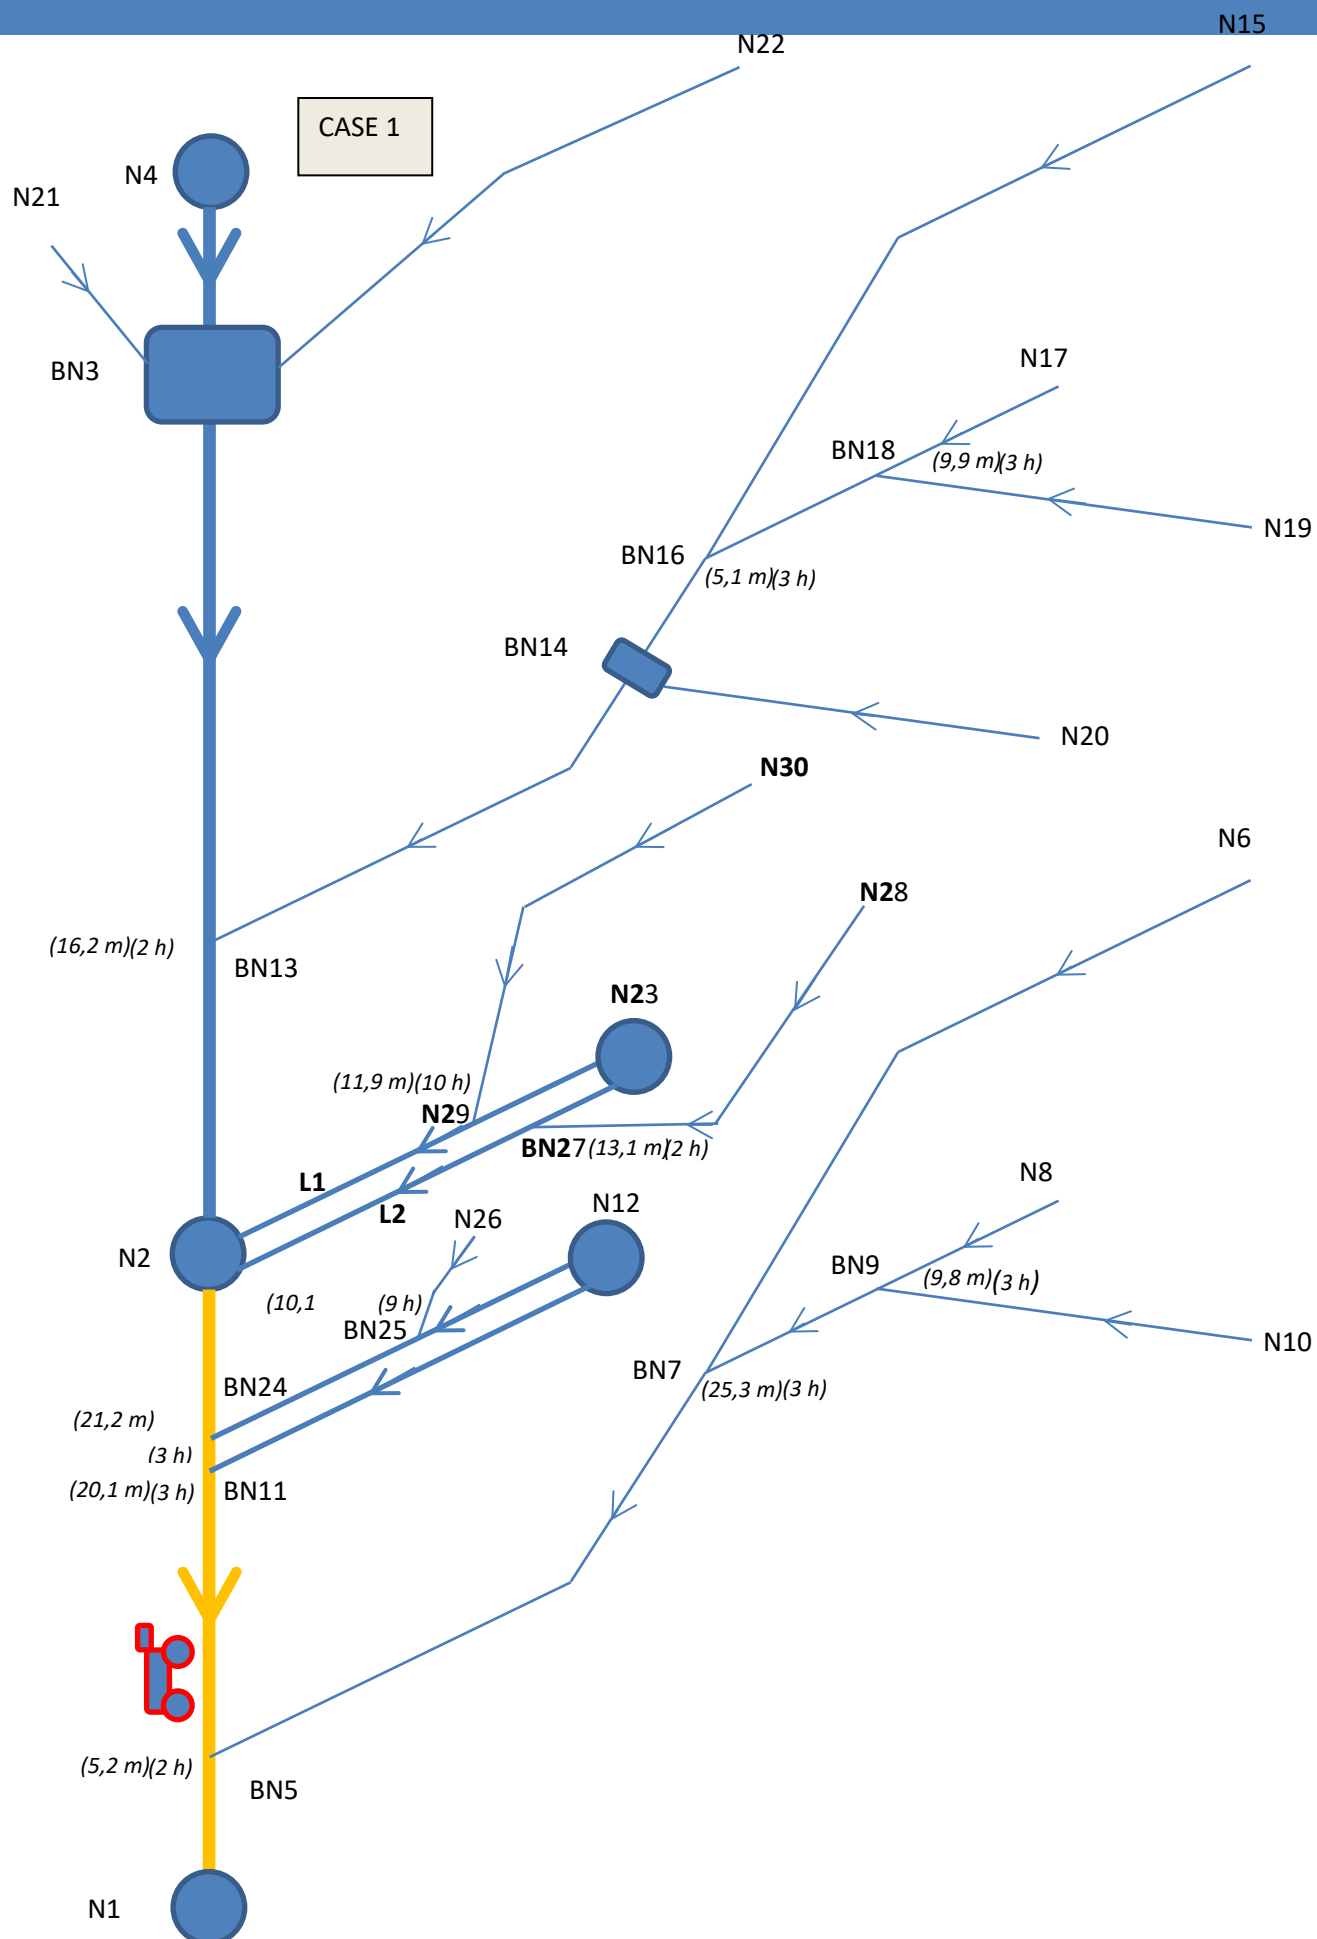 N15
N22
CASE 1
N4
N21
N17
BN3
BN18
(9,9 m)(3 h)
N19
BN16
(5,1 m)(3 h)
BN14
N20
N30
N6
N28
(16,2 m)(2 h)
BN13
N23
(11,9 m)(10 h)
N29
BN27(13,1 m)(2 h)
N8
L1
L2
N12
N26
N2
BN9
(9,8 m)(3 h)
(10,1
(9 h)
BN25
N10
BN7
(25,3 m)(3 h)
BN24
(21,2 m)
(3 h)
(20,1 m)(3 h)
BN11
(5,2 m)(2 h)
BN5
N1